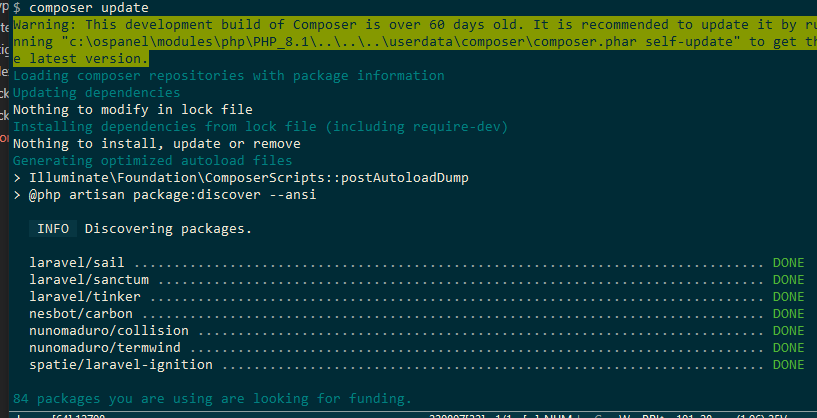 $ composer update
Warning: This development build of Composer is over 60 days old. It is recommended to update it by ru
nning "c:\ospanel\modules\php\PHP_8.1\..\..\..\userdata\composer\composer.phar self-update" to get th
e latest version.
Loading composer repositories with package information
Updating dependencies
Nothing to modify in lock file
Installing dependencies from lock file (including require-dev)
Nothing to install, update or remove
Generating optimized autoload files
> Illuminate\Foundation\ComposerScripts::postAutoloadDump
> @php artisan package:discover --ansi
INFO Discovering packages.
laravel/sail ............................................................................... DONE
laravel/sanctum ............................................................................ DONE
laravel/tinker ............................................................................. DONE
nesbot/carbon .............................................................................. DONE
nunomaduro/collision ....................................................................... DONE
nunomaduro/termwind ........................................................................ DONE
spatie/laravel-ignition .................................................................... DONE
84 packages you are using are looking for funding.